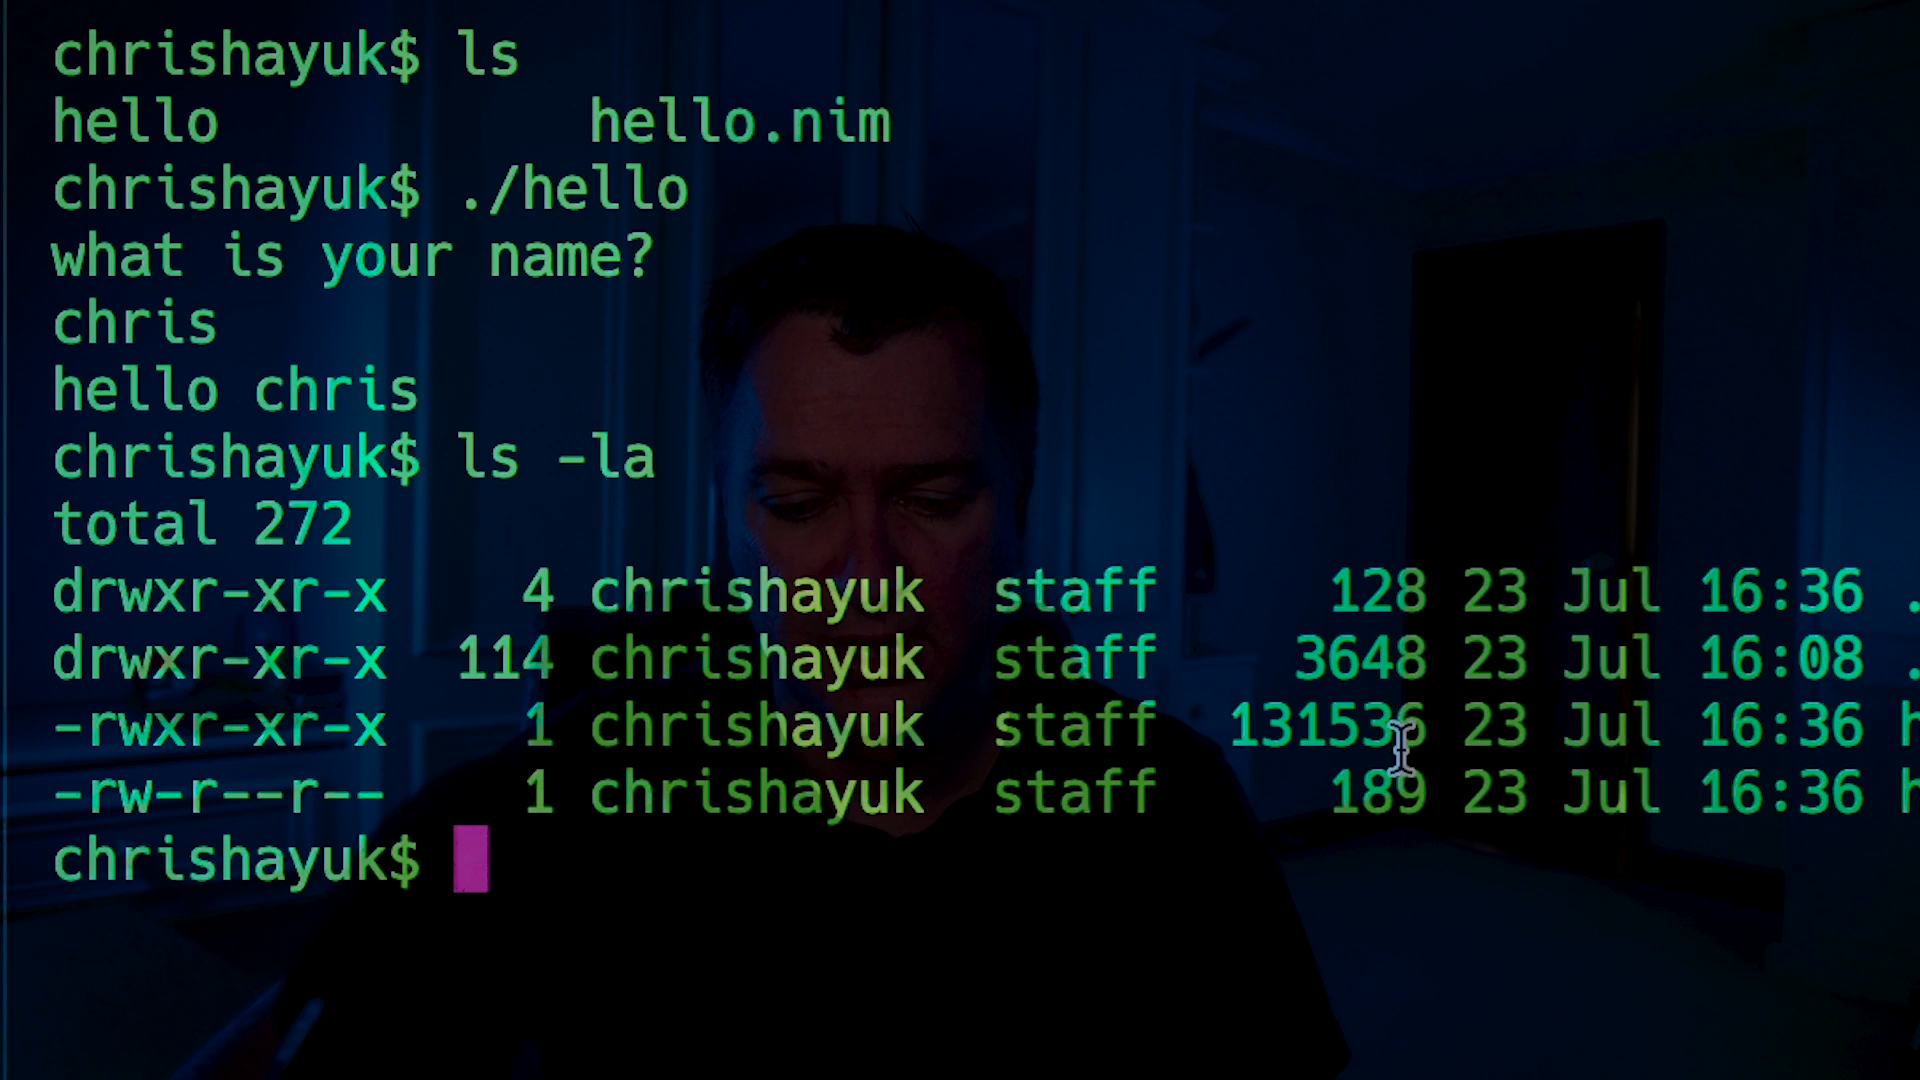 chrishayuk$ ls
hello hello.nim
chrishayuk$ ./hello
what is your name?
chris
hello chris
chrishayuk$ ls -la
total 272
drwxr-xr-x 4 chrishayuk staff 128 23 Jul 16:36 .
drwxr-xr-x 114 chrishayuk staff 3648 23 Jul 16:08 .
-rwxr-xr-x 1 chrishayuk staff 131536 23 Jul 16:36 h
-rw-r--r-- 1 chrishayuk staff 189 23 Jul 16:36 h
chrishayuk$